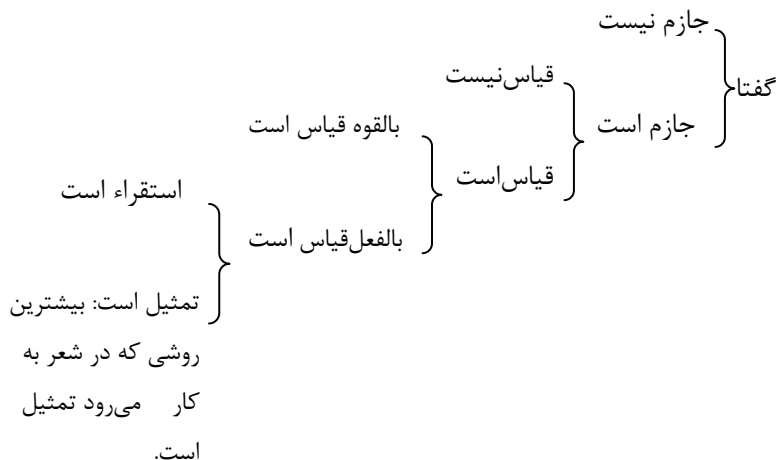 جازم نیست
گفتا
جازم است
قیاس‌نیست
قیاس‌است
بالقوه قیاس است
بالفعل‌قیاس است
استقراء است
تمثیل است: بیشترین
روشی که در شعر به
کار می‌رود تمثیل
است.